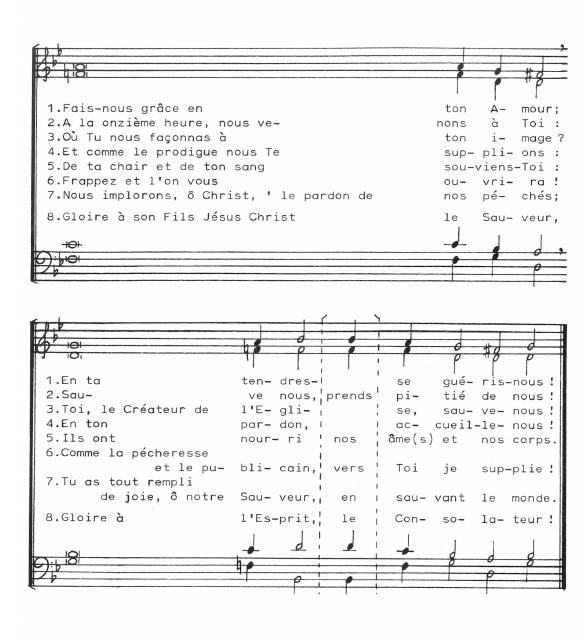 1.Fais-nous grâce en ton A- mour;
2.A la onzième heure, nous ve- nons à Toi :
3.Où Tu nous façonnas à ton i- mage ?
4.Et comme le prodigue nous Te sup- pli- ons :
5.De ta chair et de ton sang sou-viens-Toi :
6.Frappez et l'on vous ou- vri- ra !
7.Nous implorons, ô Christ, ' le pardon de nos pé- chés;
8.Gloire à son Fils Jésus Christ le Sau- veur,
1.En ta ten- dres- se gué- ris-nous !
2.Sau- ve nous, prends pi- tié de nous !
3.Toi, le Créateur de l'E- gli- se, sau- ve- nous !
4.En ton par- don, ac- cueil-le- nous !
5.Ils ont nour- ri nos âme(s) et nos corps.
6.Comme la pécheresse
et le pu- bli- cain, vers Toi je sup-plie !
7.Tu as tout rempli
de joie, ô notre Sau- veur, en sau- vant le monde.
8.Gloire à l'Es-prit, le Con- so- la- teur !